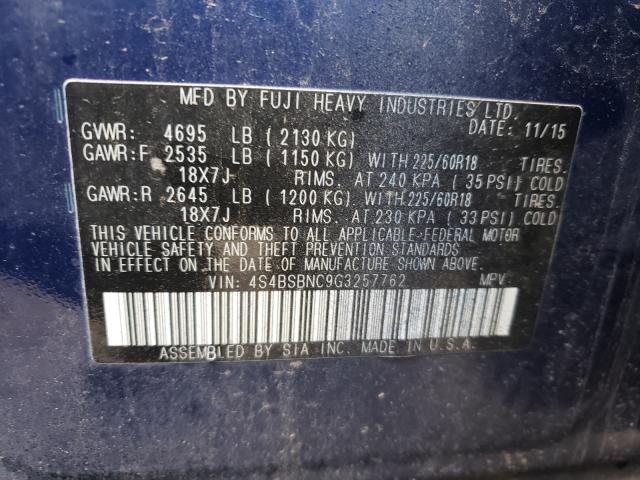 MFD BY FUJI HEAVY INDUSTRIES LTD.
DATE: 11/15
GVWR: 4695 LB ( 2130 KG)
GAWR:F 2535 LB ( 1150 KG) WITH 225/60R18 TIRES.
18X7J RIMS. AT 240 KPA ( 35 PSI) COLD
GAWR:R 2645 LB ( 1200 KG) WITH 225/60R18 TIRES.
18X7J RIMS. AT 230 KPA ( 33 PSI) COLD
THIS VEHICLE CONFORMS TO ALL APPLICABLE FEDERAL MOTOR
VEHICLE SAFETY AND THEFT PREVENTION STANDARDS
IN EFFECT ON THE DATE OF MANUFACTURE SHOWN ABOVE.
VIN: 4S4BSBNC9G3257762 MPV
ASSEMBLED BY SIA INC. MADE IN U.S.A.